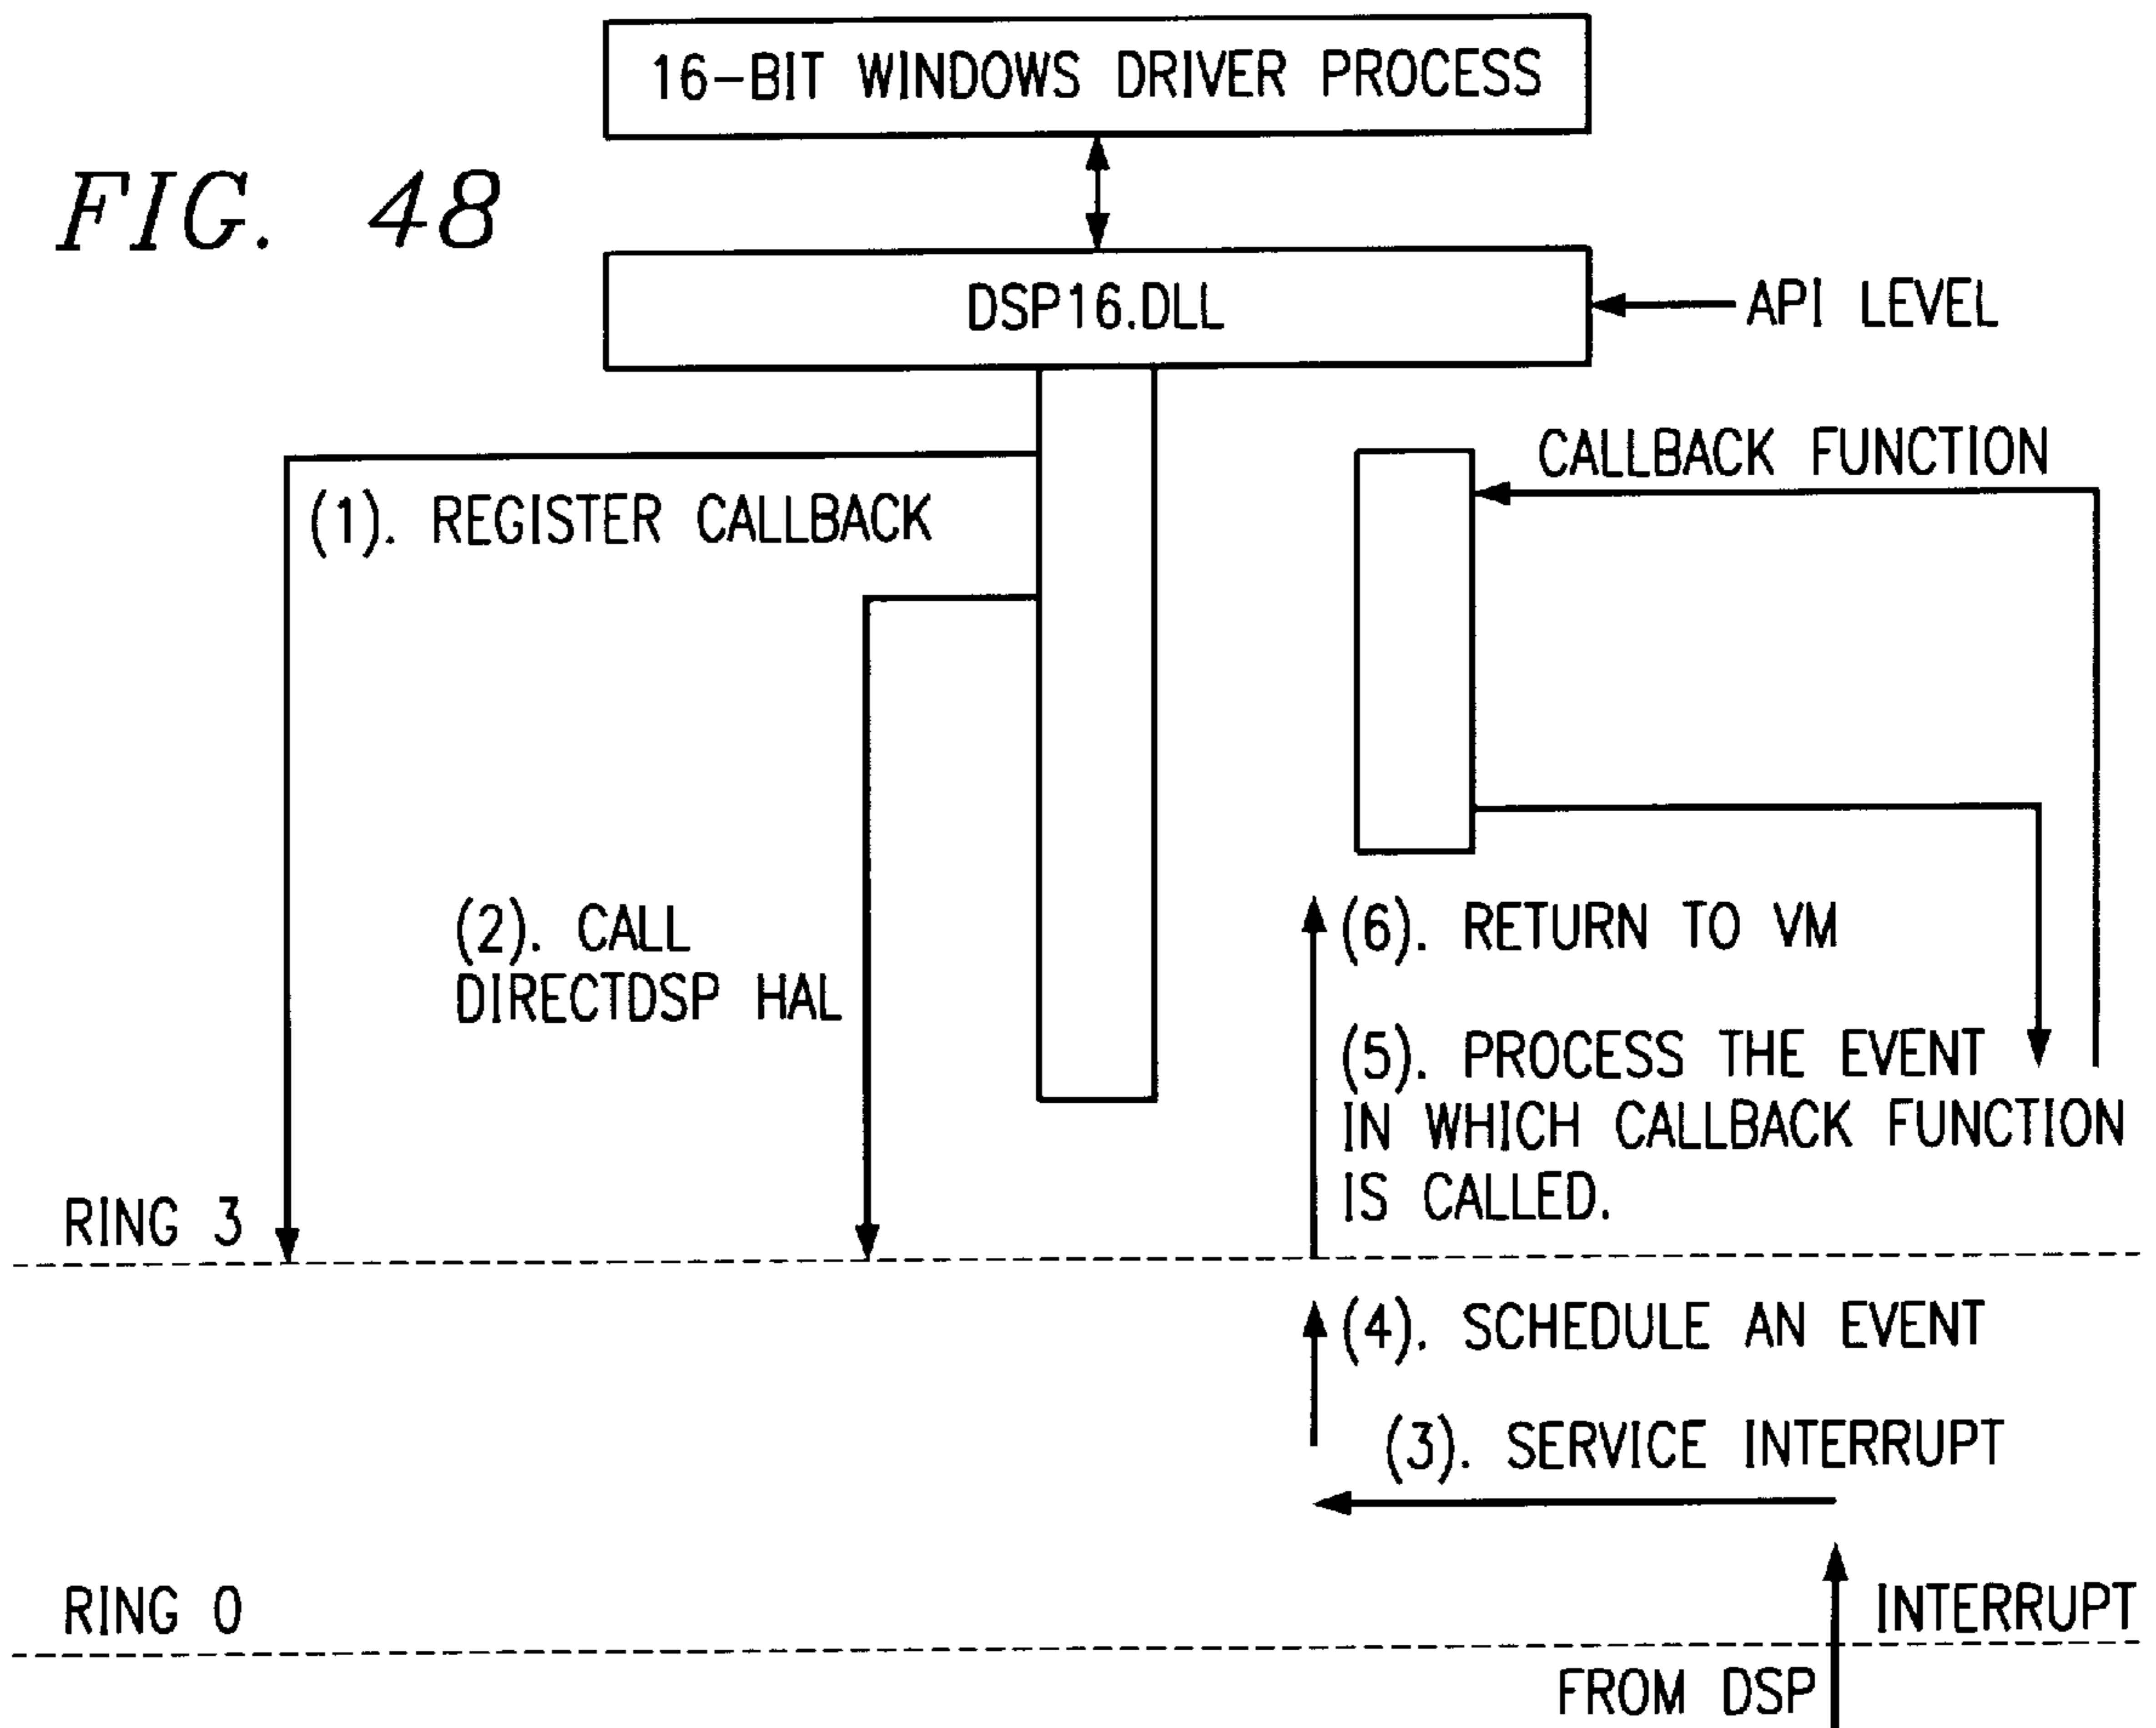 16-BIT WINDOWS DRIVER PROCESS
FIG. 48
DSP16.DLL
API LEVEL
CALLBACK FUNCTION
(1). REGISTER CALLBACK
(2). CALL
DIRECTDSP HAL
(6). RETURN TO VM
(5). PROCESS THE EVENT
IN WHICH CALLBACK FUNCTION
IS CALLED.
RING 3
(4). SCHEDULE AN EVENT
(3). SERVICE INTERRUPT
RING 0
INTERRUPT
FROM DSP